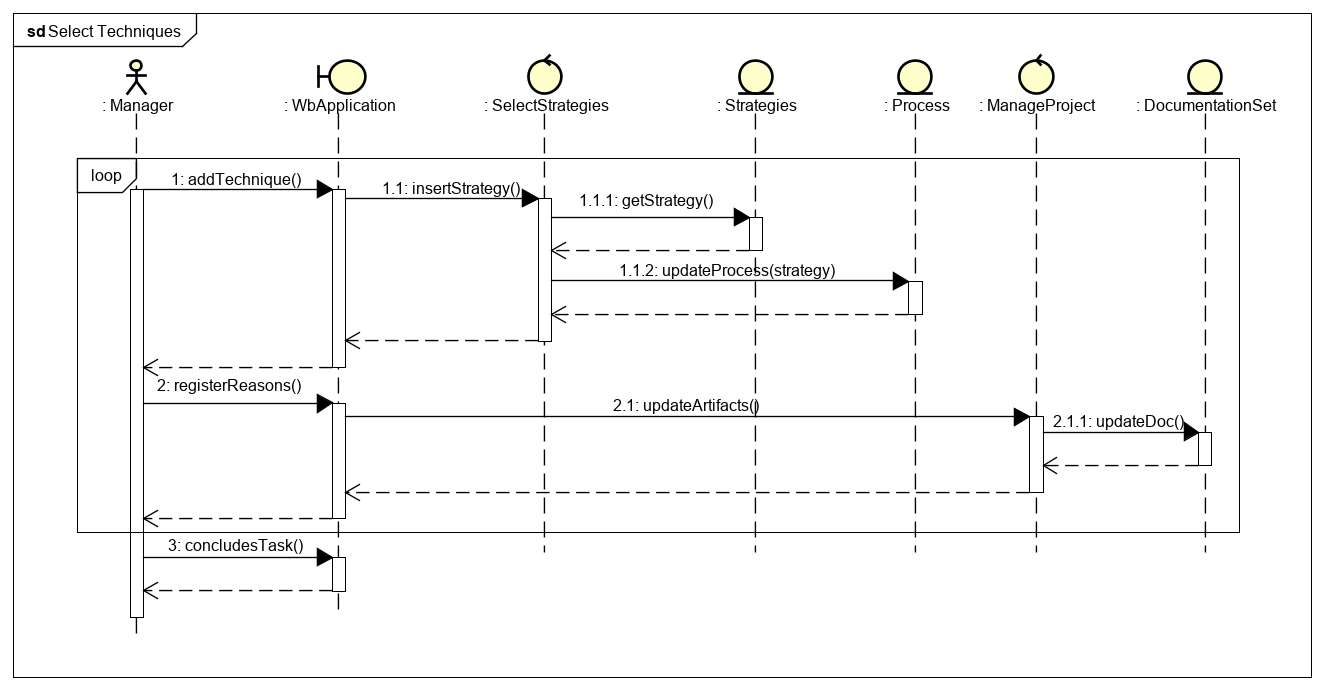 sd Select Techniques
: Manager
: WbApplication
: SelectStrategies
: Strategies
: Process
: ManageProject
: DocumentationSet
loop
1: addTechnique()
1.1: insertStrategy()
1.1.1: getStrategy()
1.1.2: updateProcess(strategy)
2: registerReasons()
2.1: updateArtifacts()
2.1.1: updateDoc()
3: concludesTask()